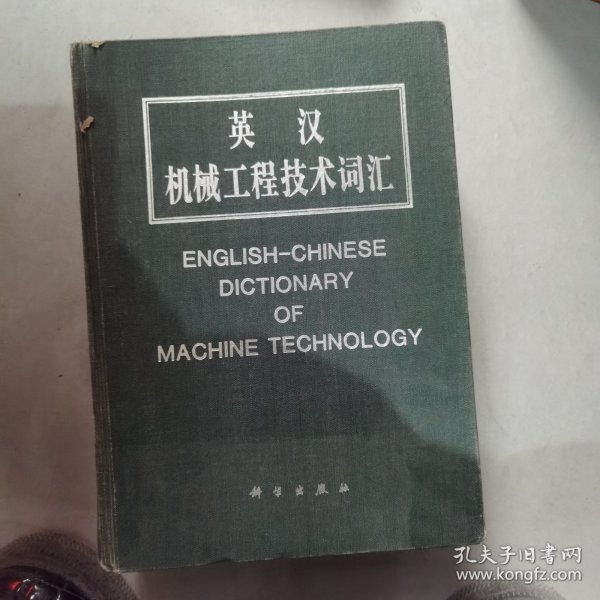 英 汉
机械工程技术词汇
ENGLISH-CHINESE
DICTIONARY
OF
MACHINE TECHNOLOGY
科学出版社
孔夫子旧书网
www.kongfz.com